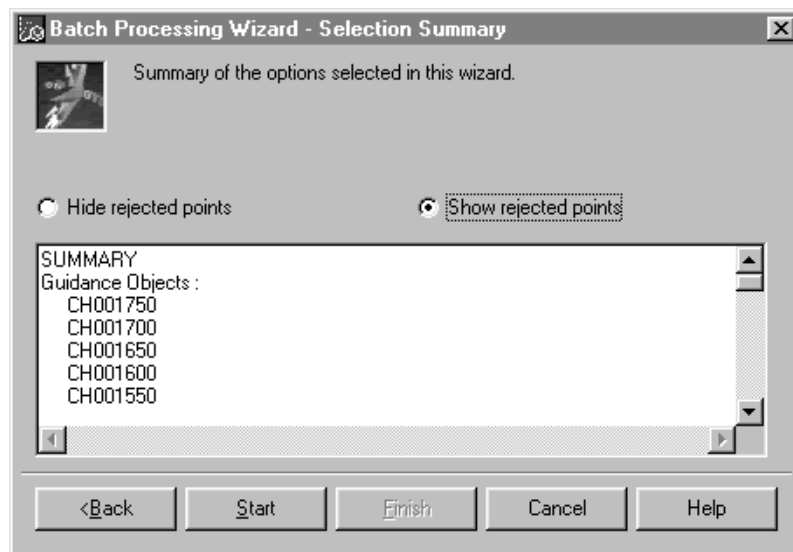 Batch Processing Wizard - Selection Summary
Summary of the options selected in this wizard.
Hide rejected points
Show rejected points
SUMMARY
Guidance Objects :
CH001750
CH001700
CH001650
CH001600
CH001550
<Back
Start
Finish
Cancel
Help